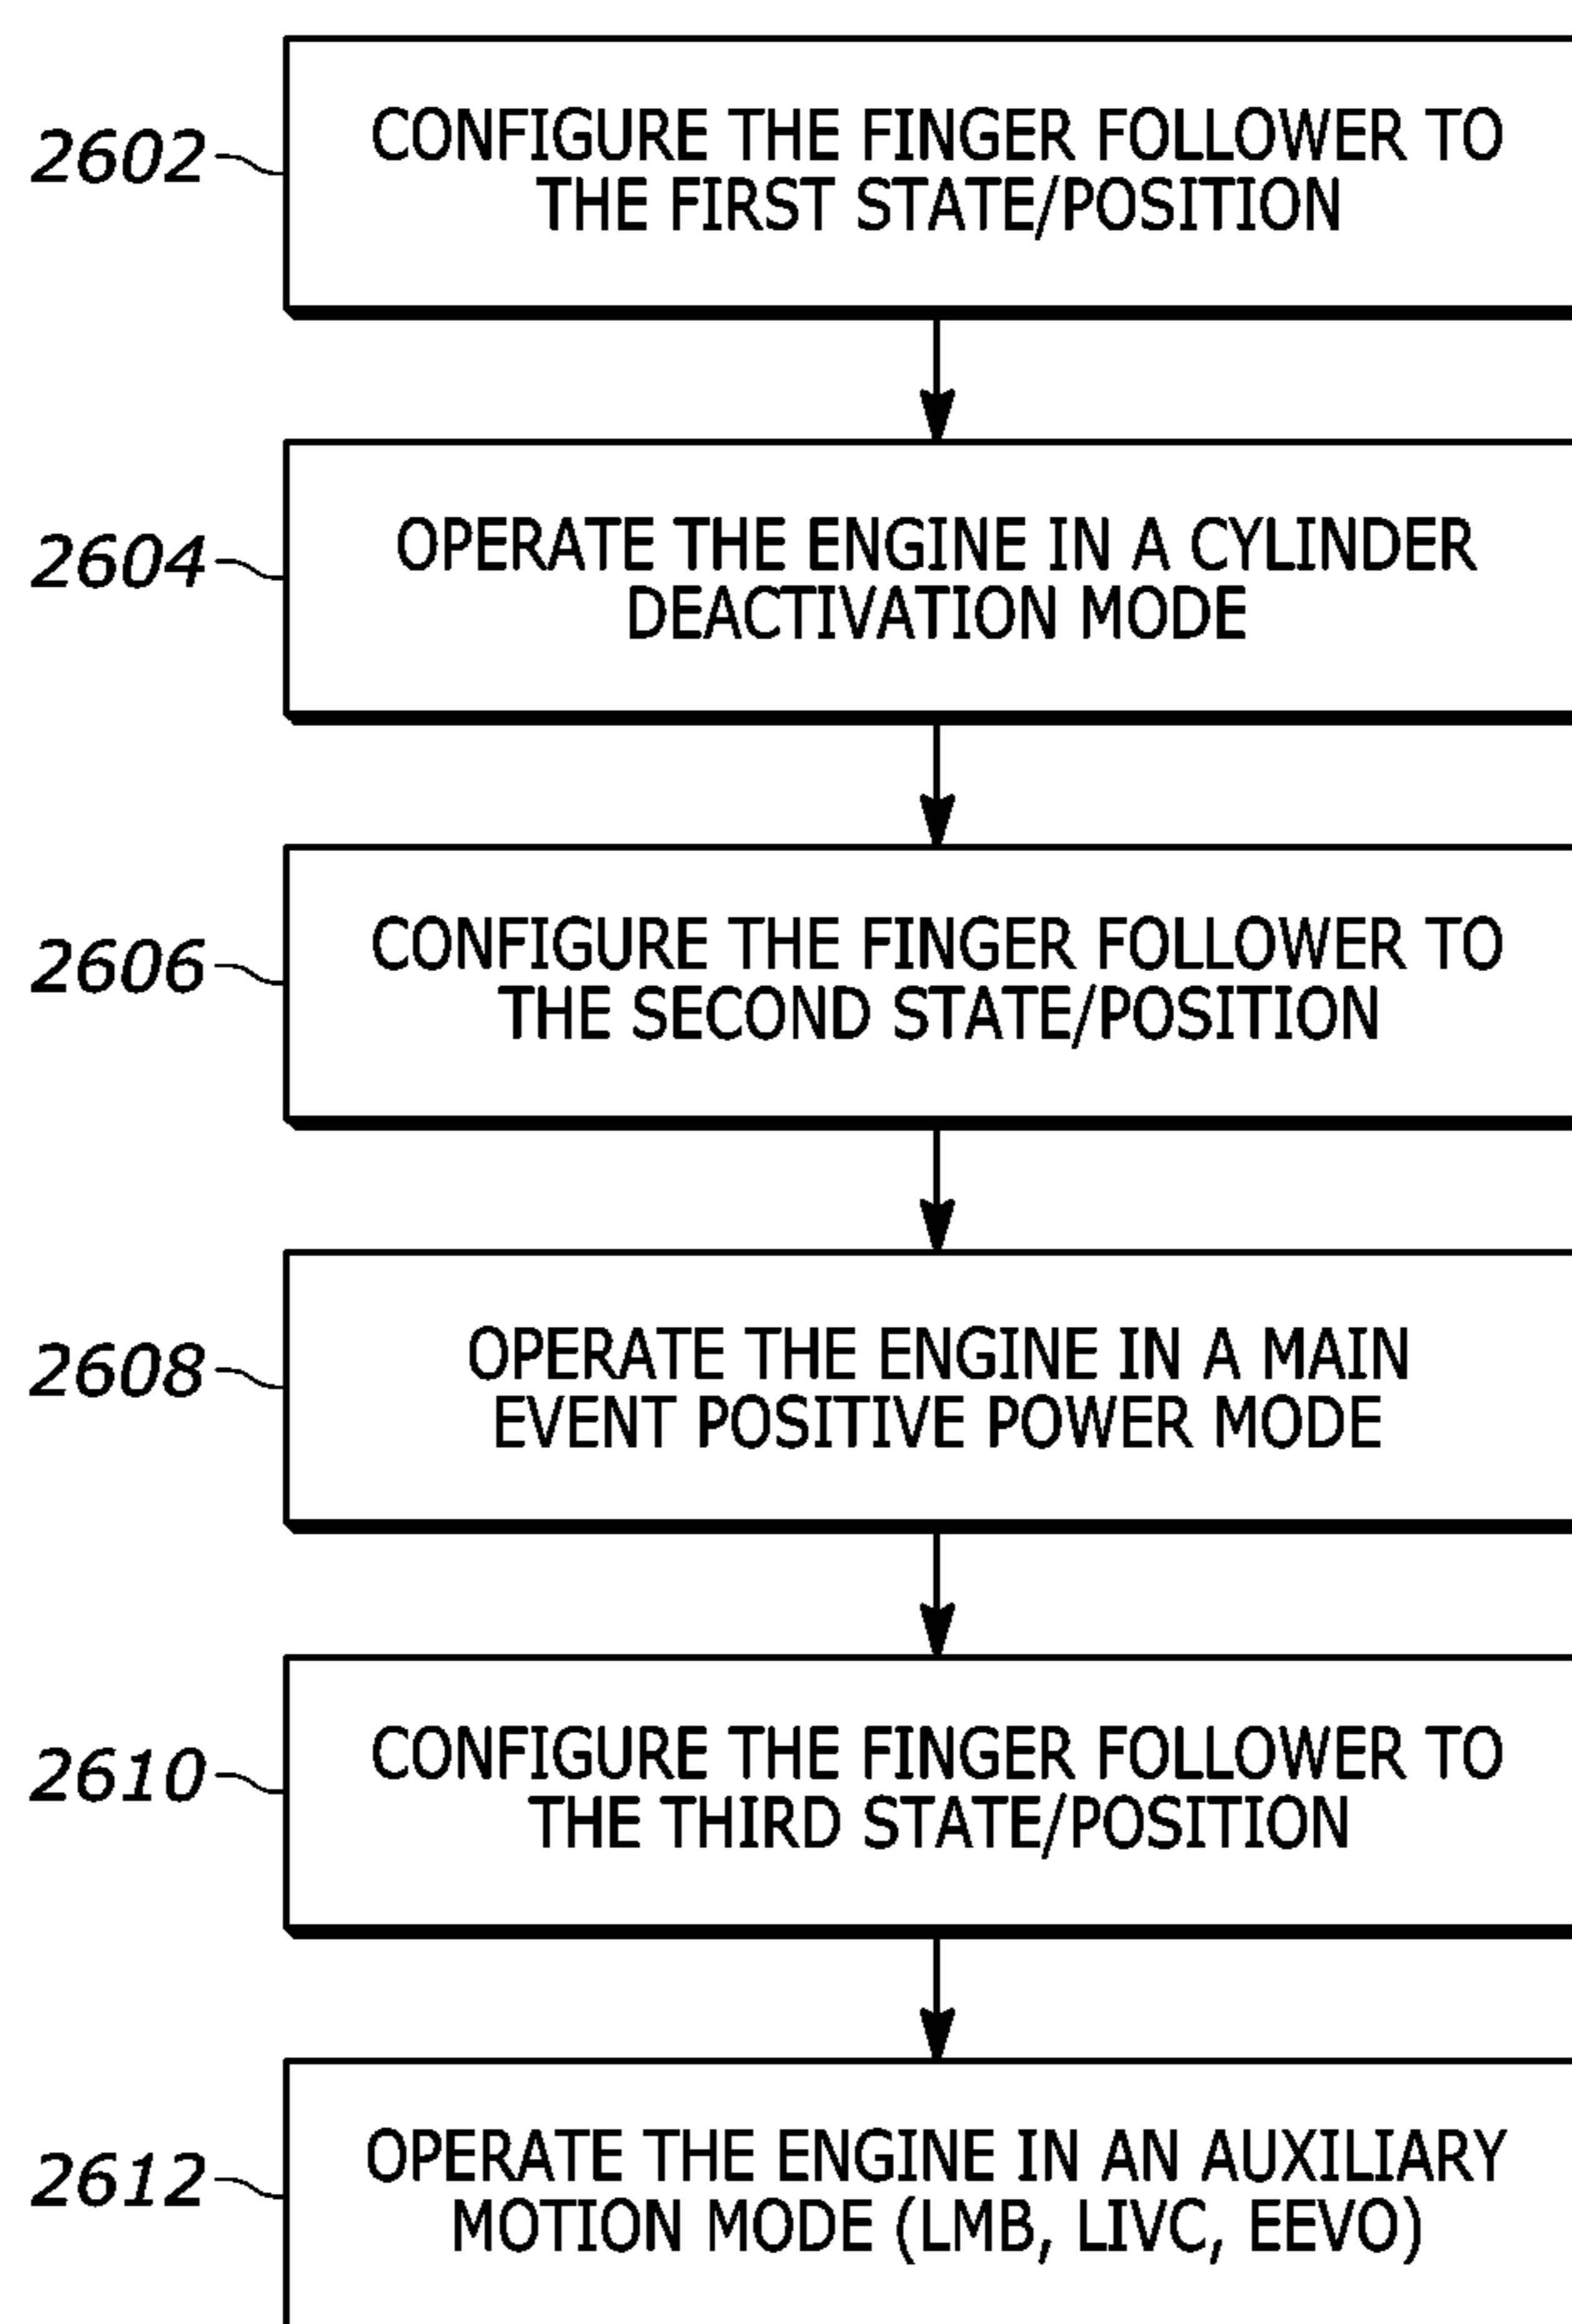 2602
CONFIGURE THE FINGER FOLLOWER TO
THE FIRST STATE/POSITION
2604
OPERATE THE ENGINE IN A CYLINDER
DEACTIVATION MODE
2606
CONFIGURE THE FINGER FOLLOWER TO
THE SECOND STATE/POSITION
2608
OPERATE THE ENGINE IN A MAIN
EVENT POSITIVE POWER MODE
2610
CONFIGURE THE FINGER FOLLOWER TO
THE THIRD STATE/POSITION
2612
OPERATE THE ENGINE IN AN AUXILIARY
MOTION MODE (LMB, LIVC, EEVO)